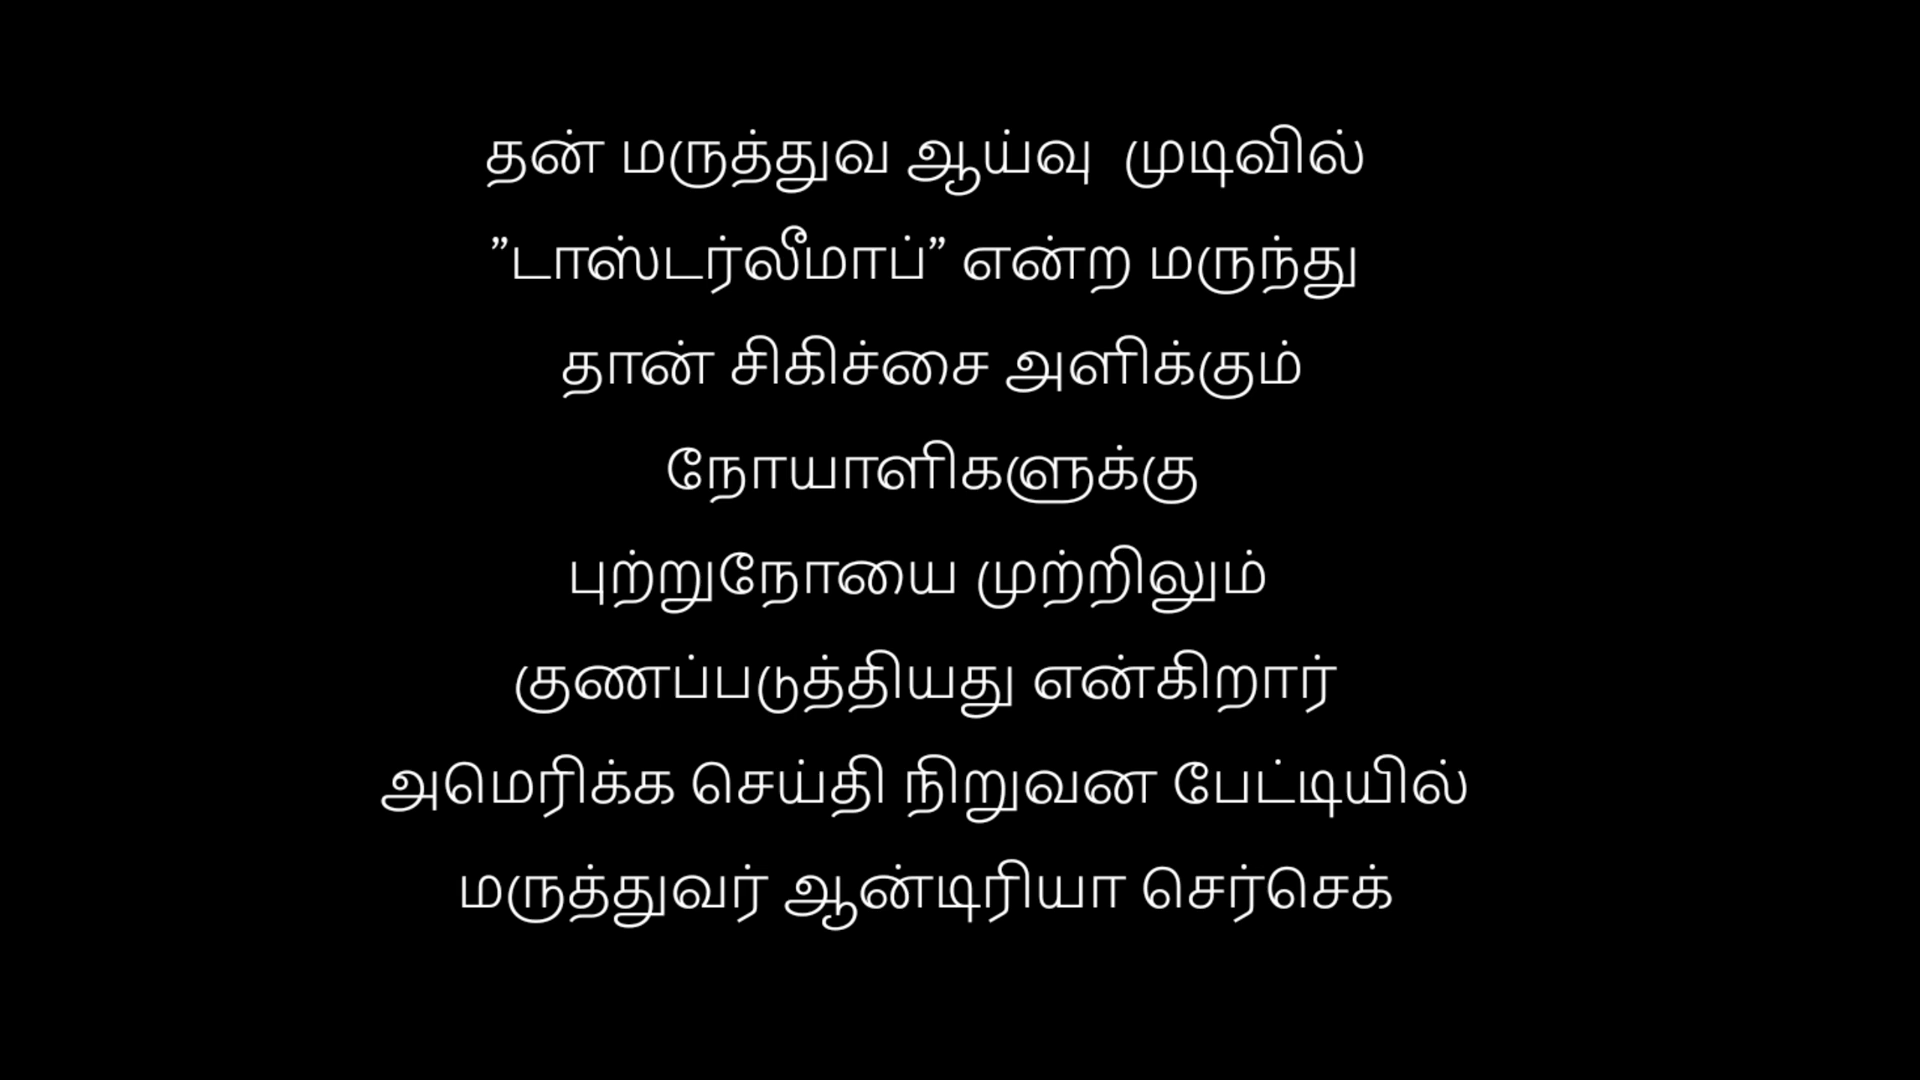 தன் மருத்துவ ஆய்வு முடிவில்
”டாஸ்டர்லீமாப்” என்ற மருந்து
தான் சிகிச்சை அளிக்கும்
நோயாளிகளுக்கு
புற்றுநோயை முற்றிலும்
குணப்படுத்தியது என்கிறார்
அமெரிக்க செய்தி நிறுவன பேட்டியில்
மருத்துவர் ஆன்டிரியா செர்செக்